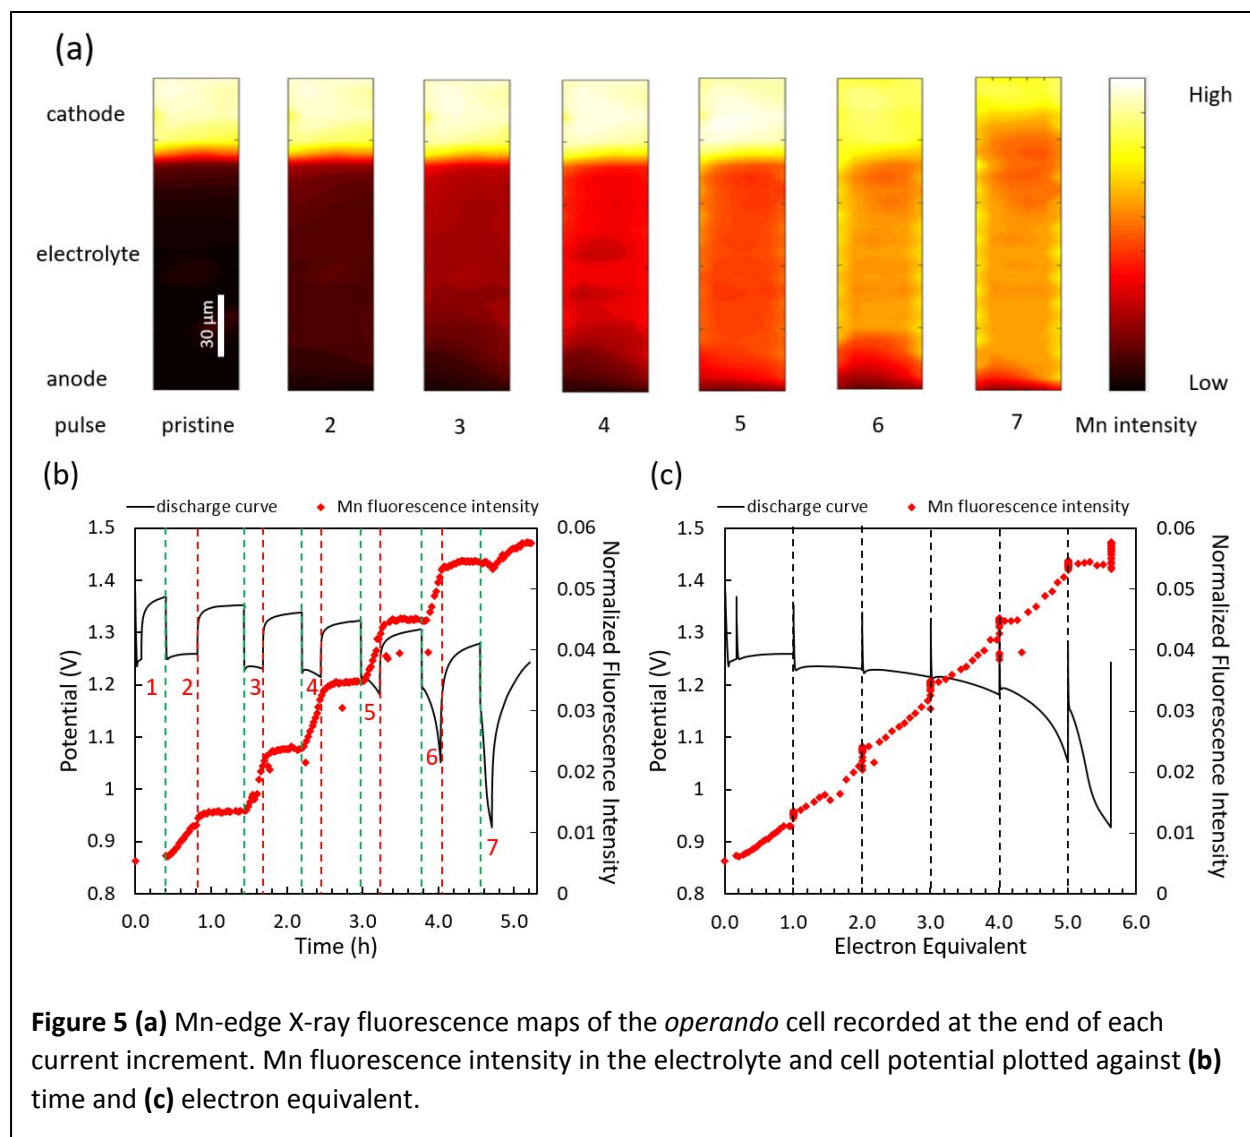 (a)
cathode
electrolyte
anode
30 µm
High
Low
pulse pristine 2 3 4 5 6 7 Mn intensity
(b)
discharge curve Mn fluorescence intensity
1.5
1.4
1.3
1.2
1.1
1
0.9
0.8
Potential (V)
1 2 3 4 5 6 7
0.06
0.05
0.04
0.03
0.02
0.01
0
Normalized Fluorescence Intensity
0.0 1.0 2.0 3.0 4.0 5.0
Time (h)
(c)
discharge curve Mn fluorescence intensity
1.5
1.4
1.3
1.2
1.1
1
0.9
0.8
Potential (V)
0.06
0.05
0.04
0.03
0.02
0.01
0
Normalized Fluorescence Intensity
0.0 1.0 2.0 3.0 4.0 5.0 6.0
Electron Equivalent
Figure 5 (a) Mn-edge X-ray fluorescence maps of the operando cell recorded at the end of each
current increment. Mn fluorescence intensity in the electrolyte and cell potential plotted against (b)
time and (c) electron equivalent.